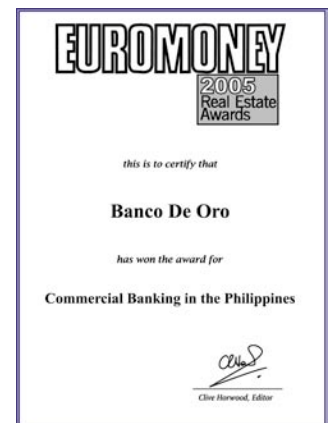 EUROMONEY
2005
Real Estate
Awards
this is to certify that
Banco De Oro
has won the award for
Commercial Banking in the Philippines
Clive Horwood, Editor